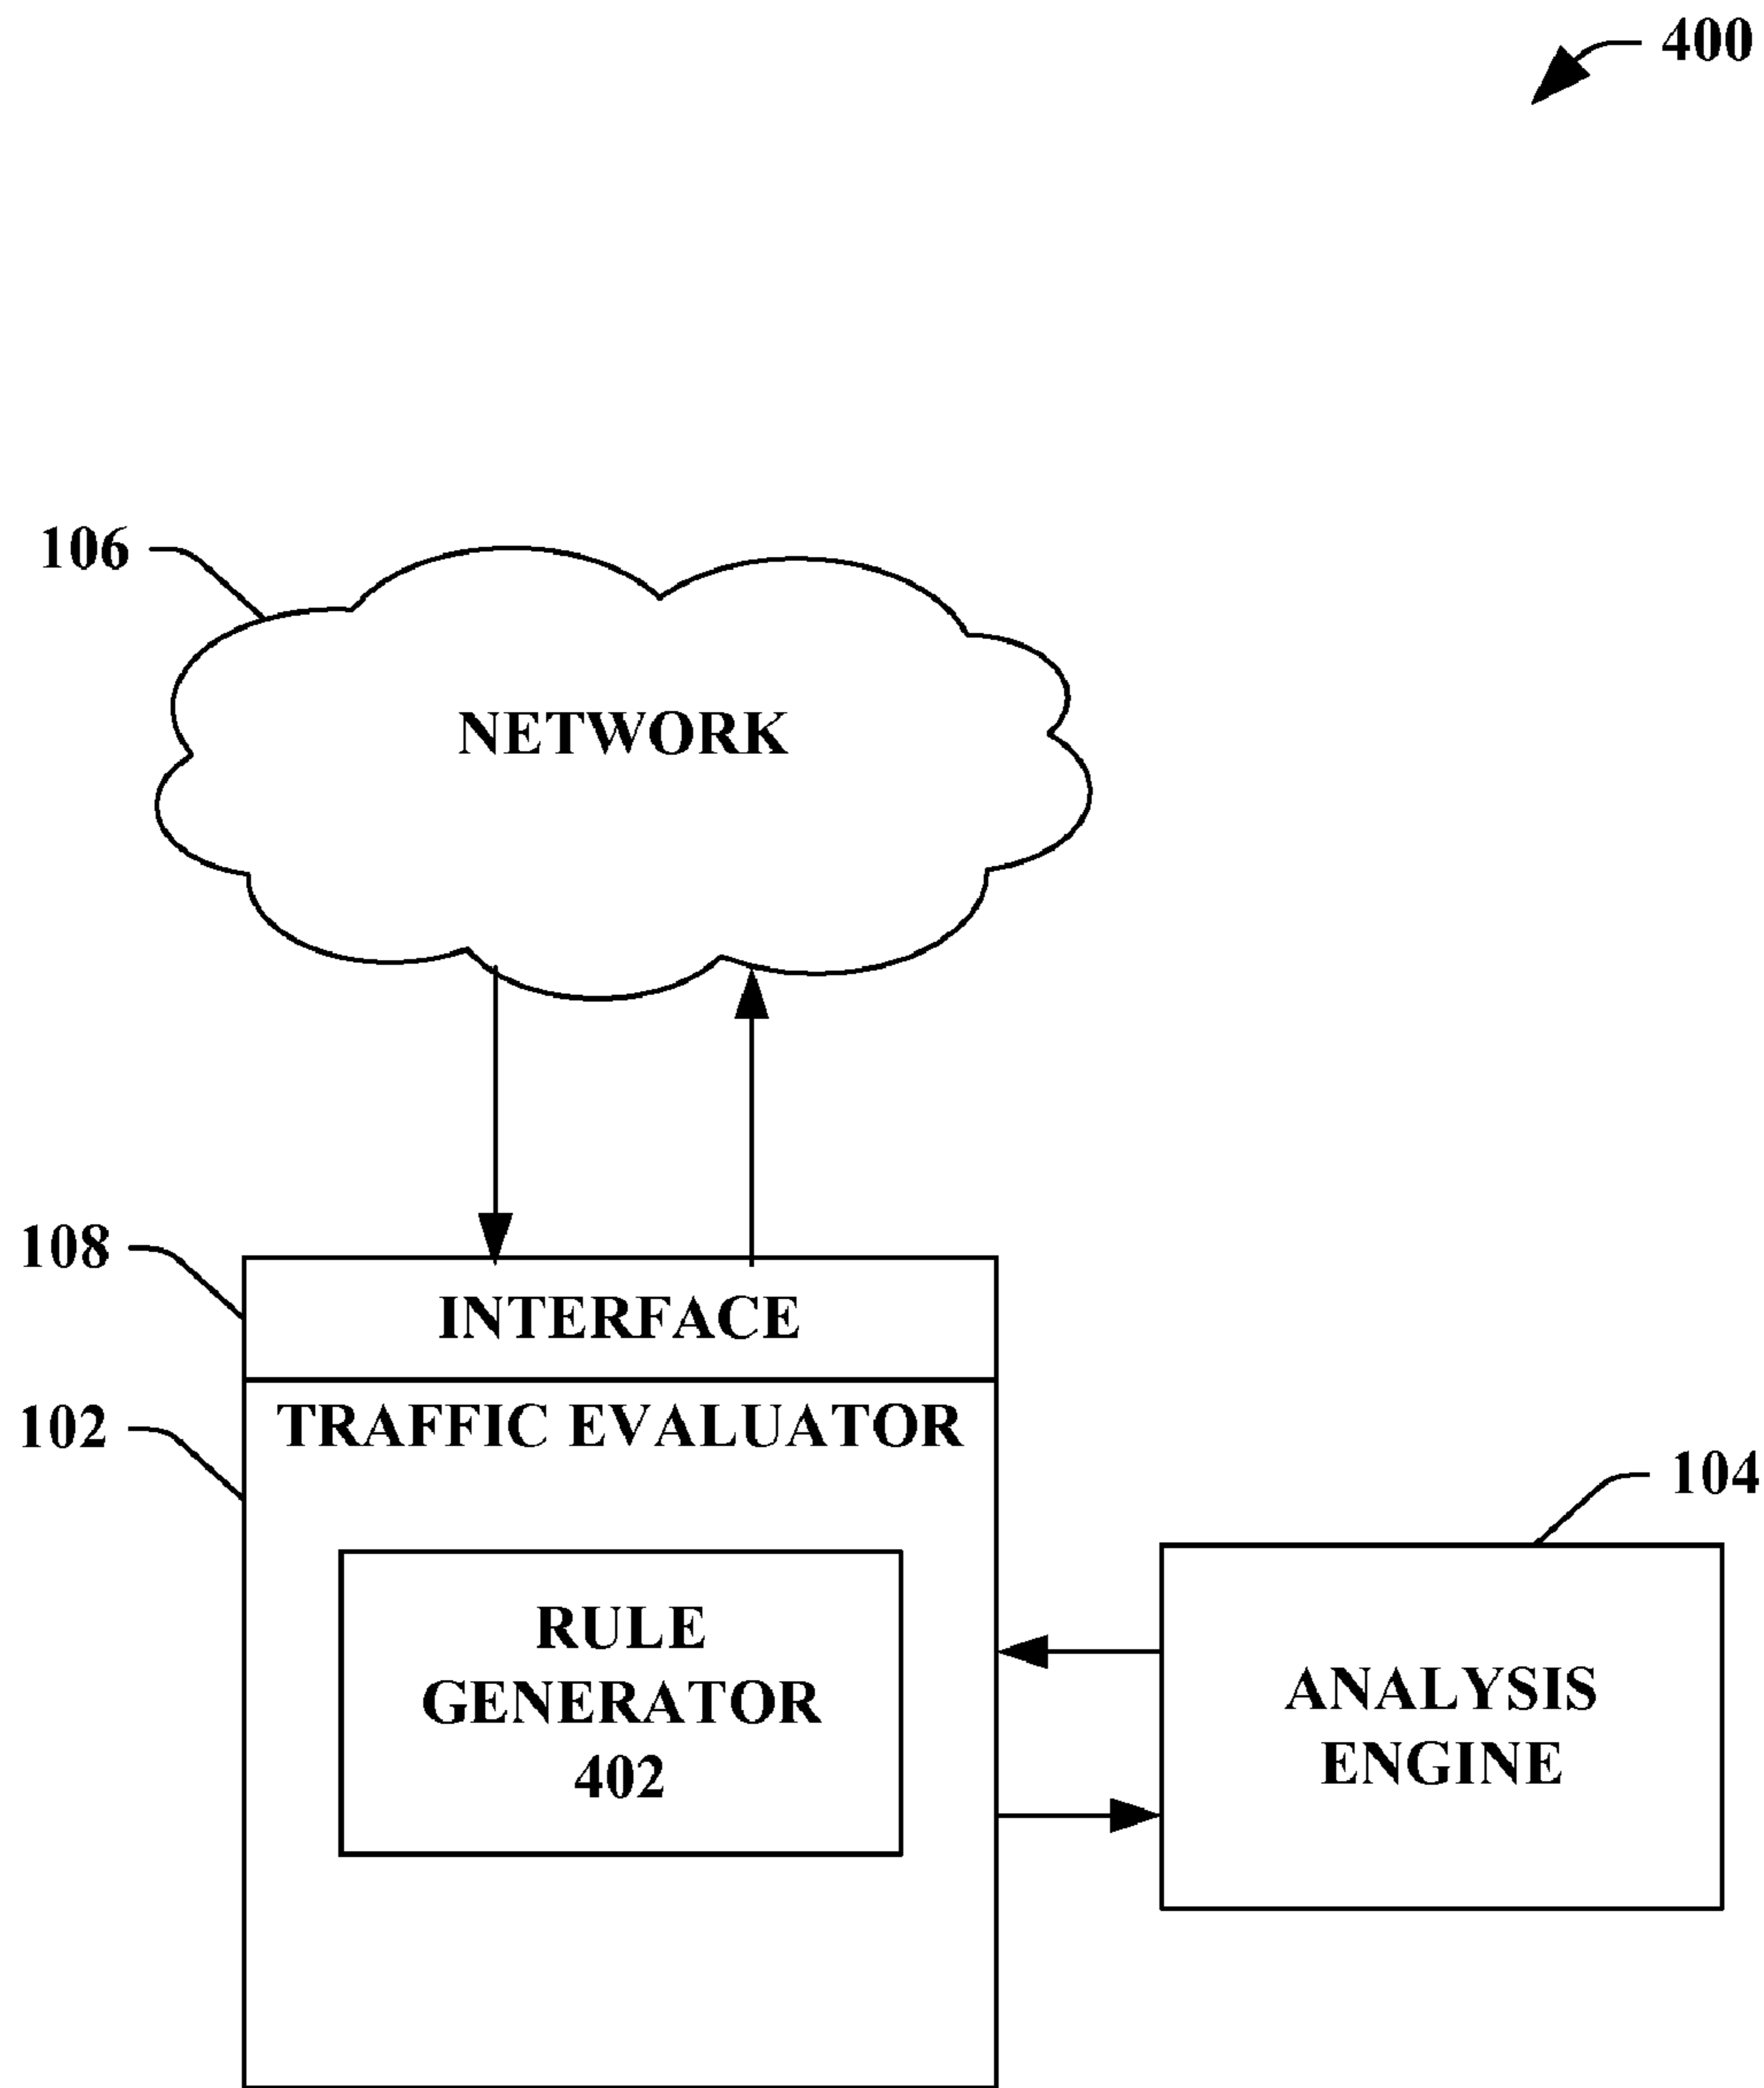 400
106
NETWORK
108
INTERFACE
102
TRAFFIC EVALUATOR
104
RULE
GENERATOR
402
ANALYSIS
ENGINE